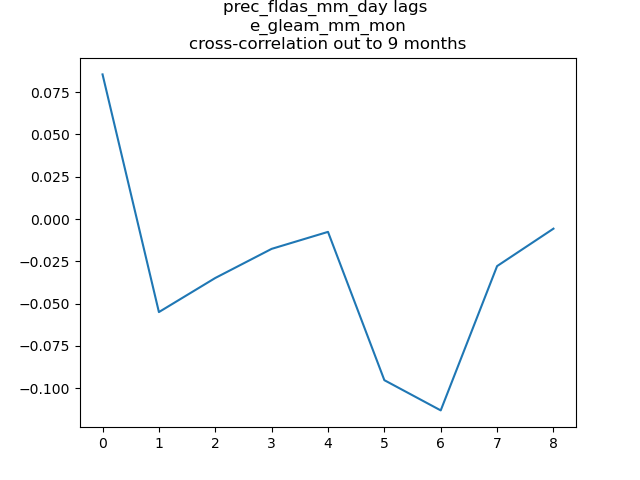 prec_fldas_mm_day lags
e_gleam_mm_mon
cross-correlation out to 9 months
0.075
0.050
0.025
0.000
−0.025
−0.050
−0.075
−0.100
0 1 2 3 4 5 6 7 8